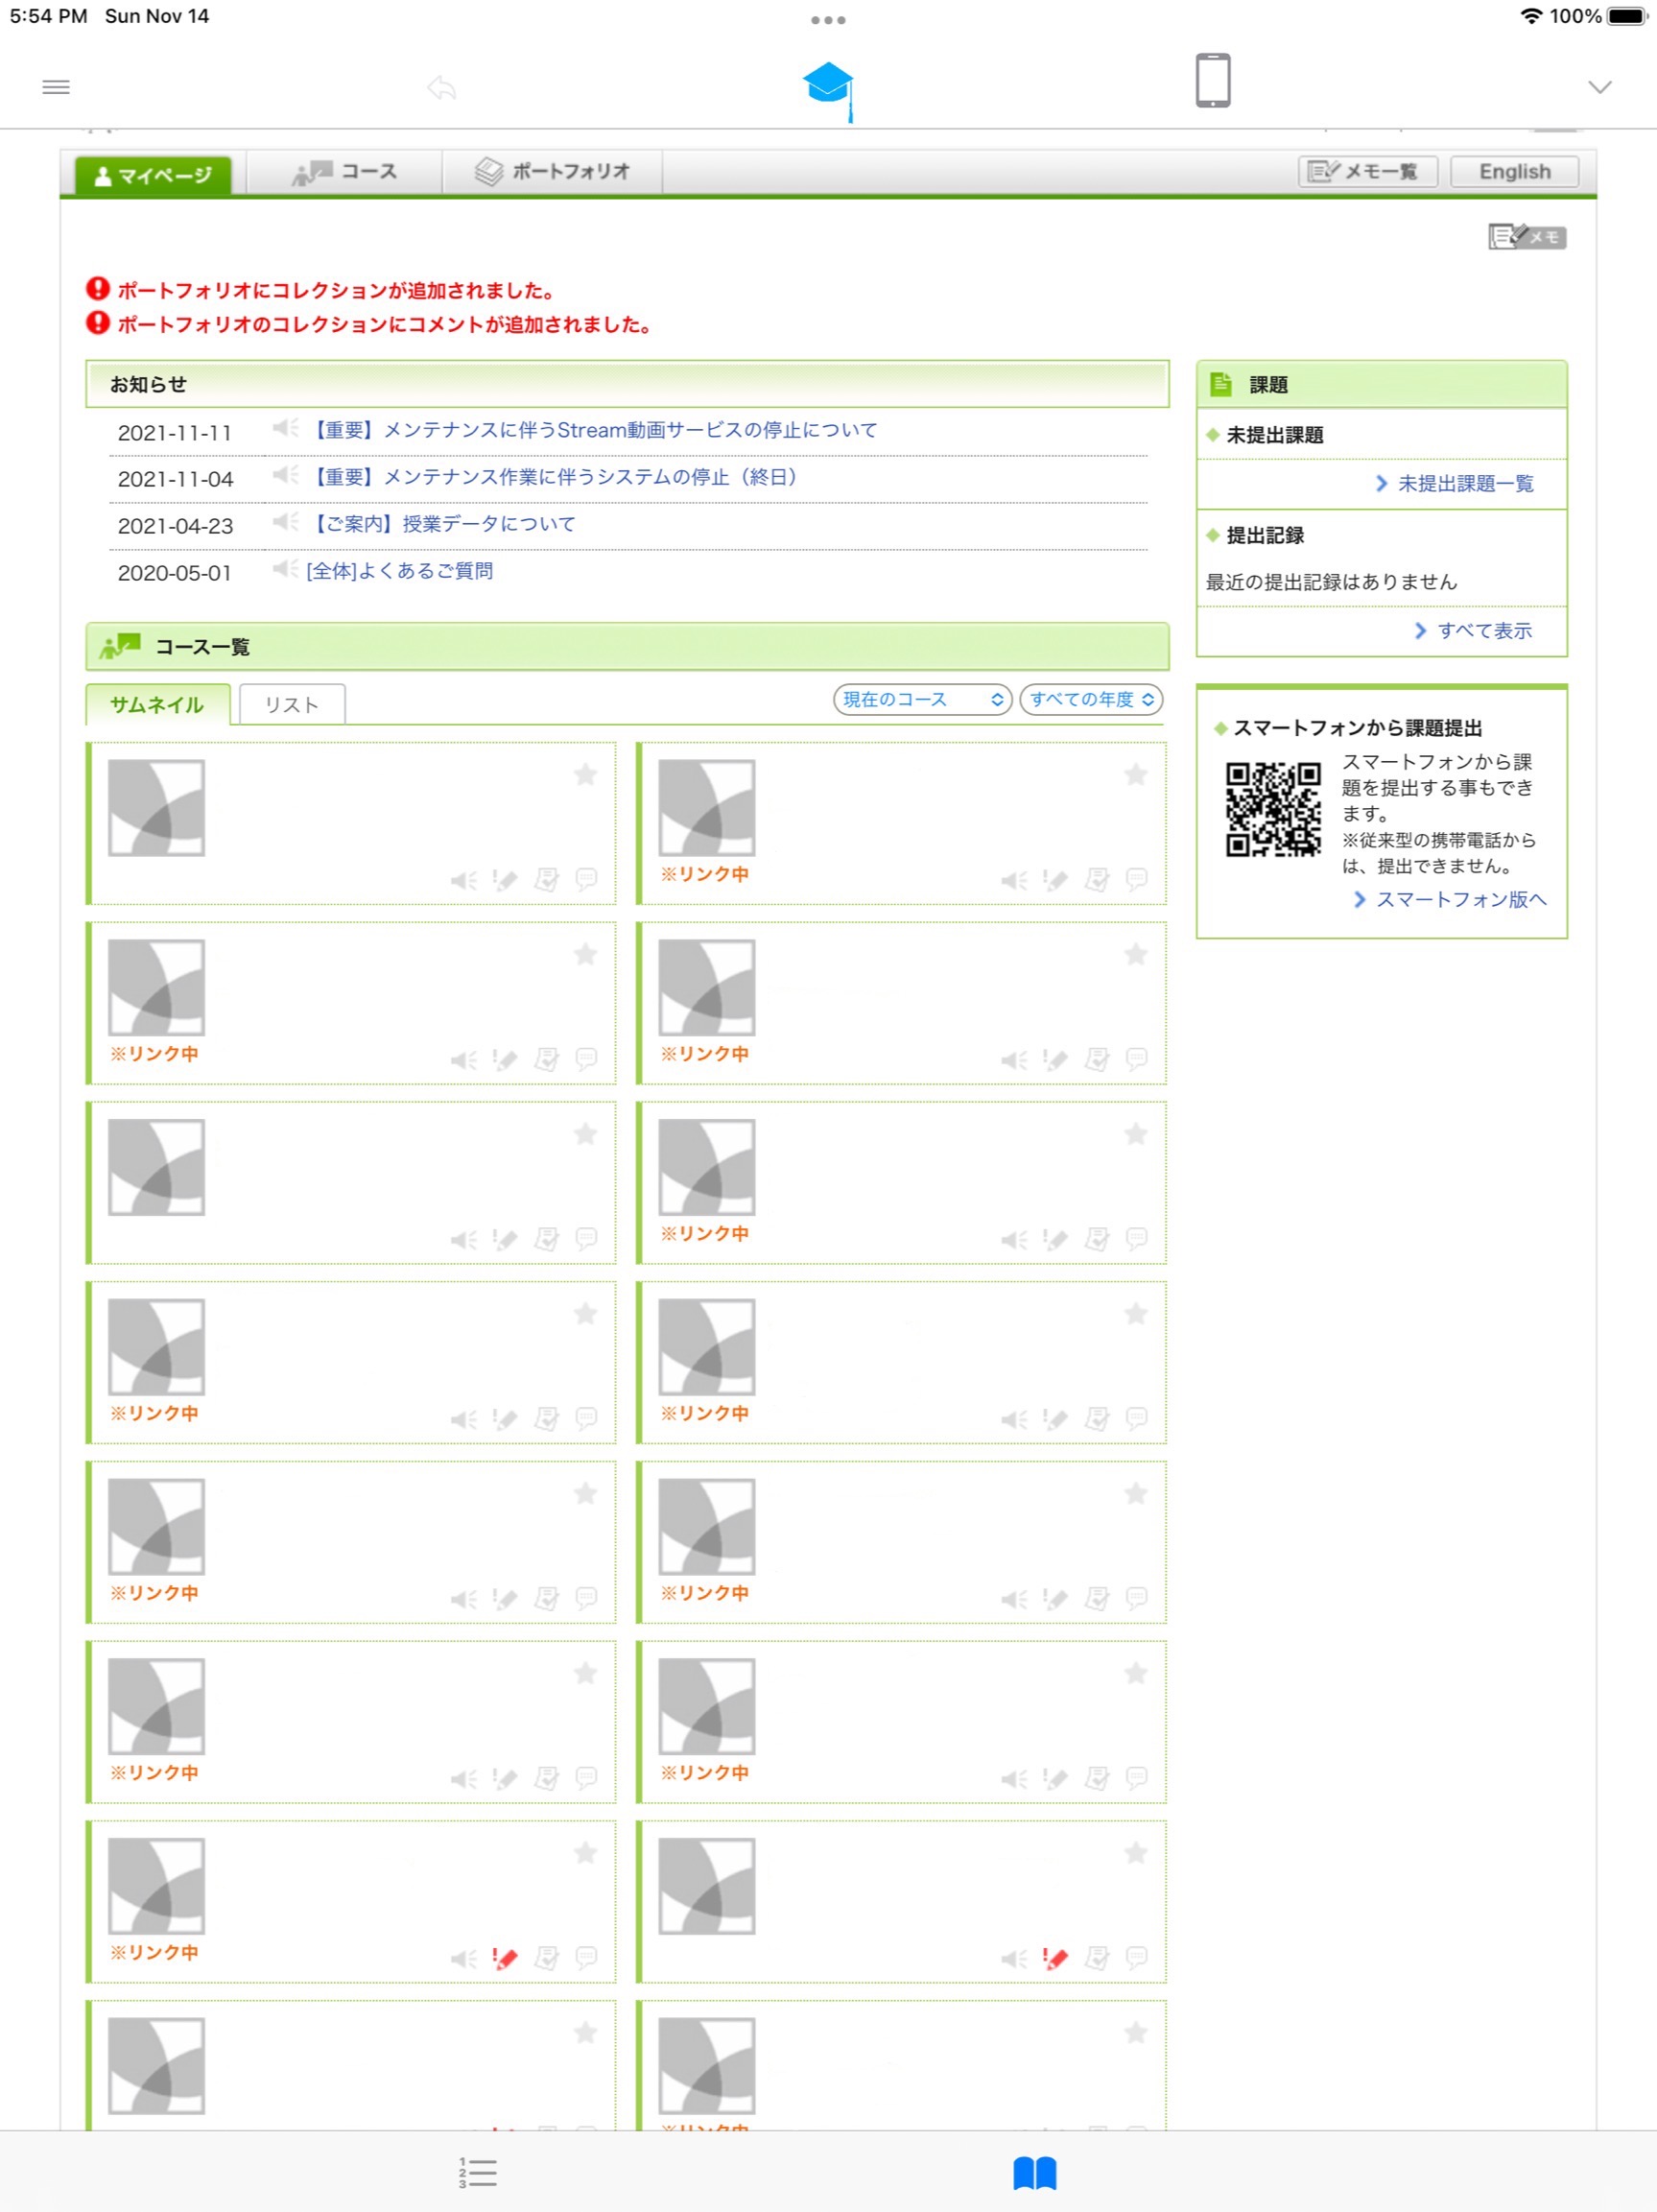 5:54 PM Sun Nov 14
100%
マイページ
コース
ポートフォリオ
メモ一覧
English
メモ
ポートフォリオにコレクションが追加されました。
ポートフォリオのコレクションにコメントが追加されました。
お知らせ
2021-11-11 【重要】メンテナンスに伴うStream動画サービスの停止について
2021-11-04 【重要】メンテナンス作業に伴うシステムの停止（終日）
2021-04-23 【ご案内】授業データについて
2020-05-01 [全体]よくあるご質問
課題
未提出課題
未提出課題一覧
提出記録
最近の提出記録はありません
すべて表示
コース一覧
サムネイル
リスト
現在のコース
すべての年度
スマートフォンから課題提出
スマートフォンから課
題を提出する事もでき
ます。
※従来型の携帯電話から
は、提出できません。
スマートフォン版へ
※リンク中
※リンク中
※リンク中
※リンク中
※リンク中
※リンク中
※リンク中
※リンク中
※リンク中
※リンク中
※リンク中
※リンク中